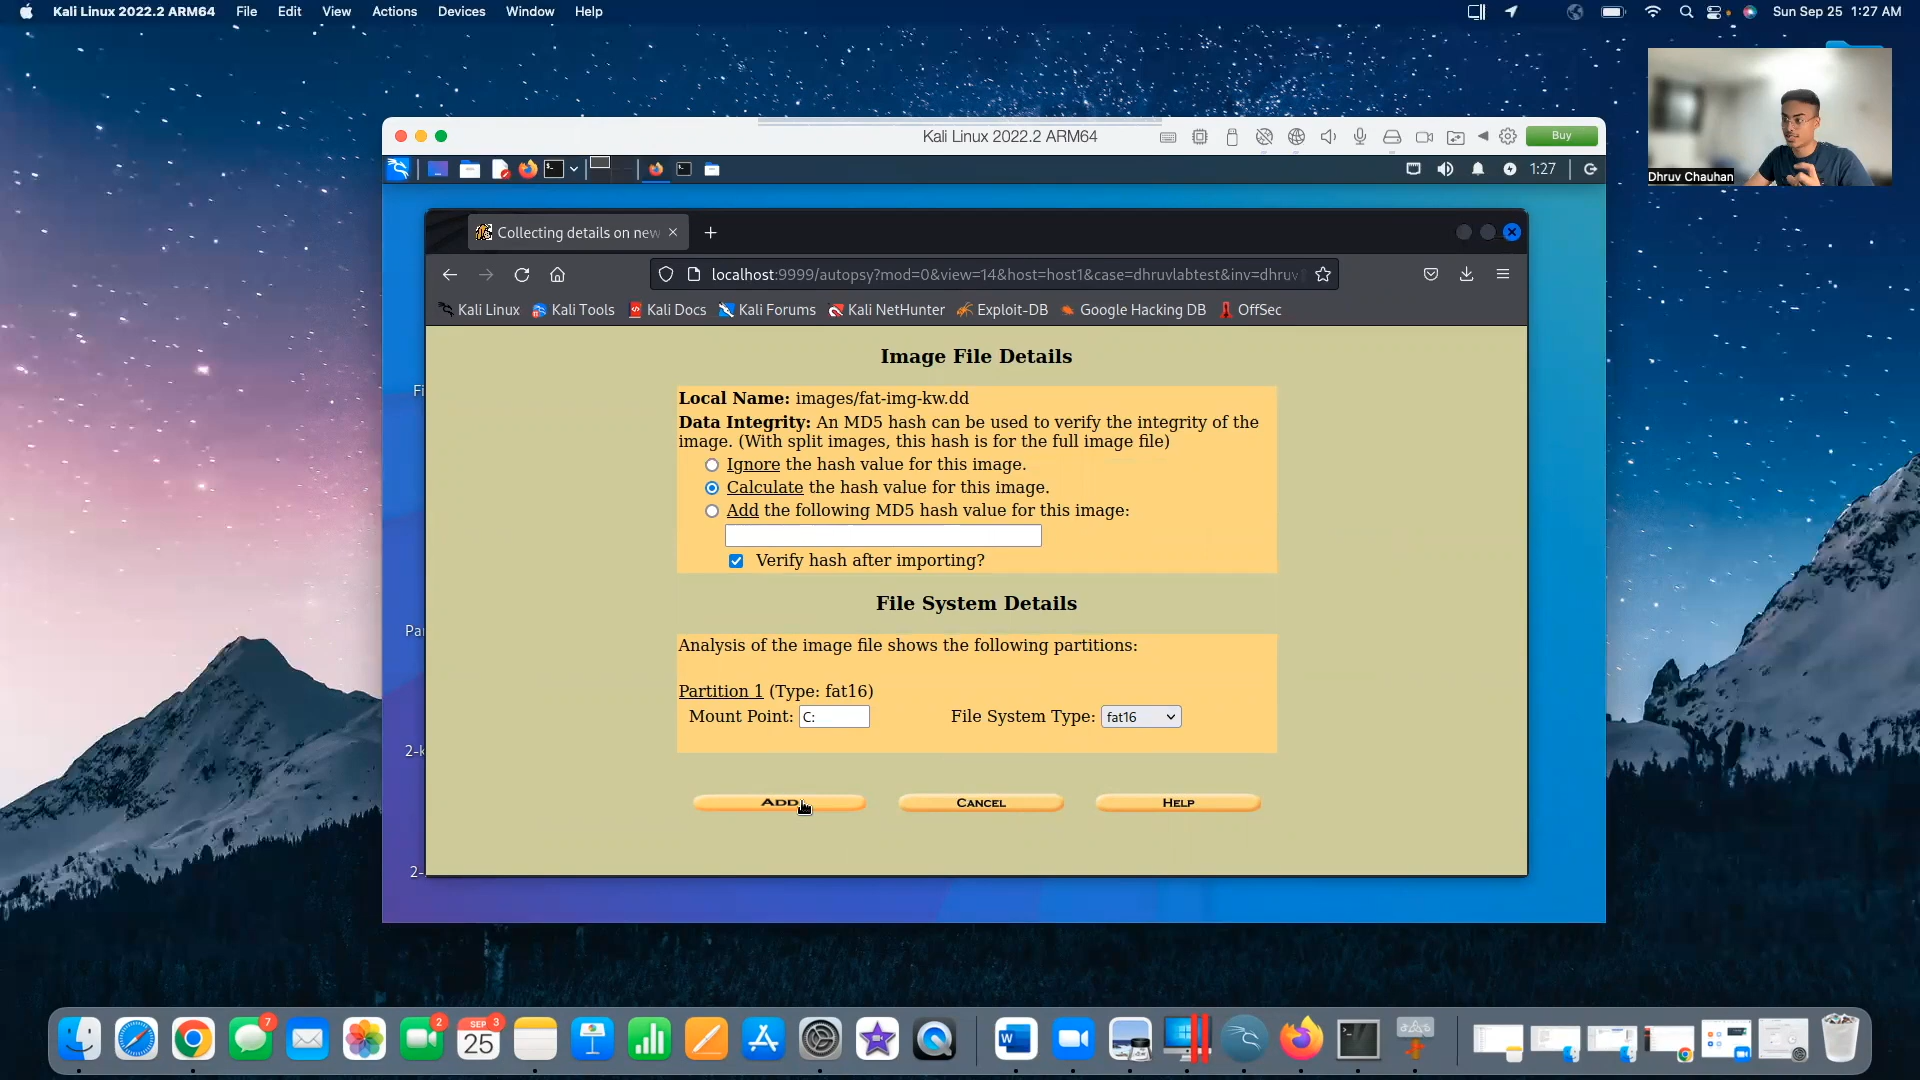 Kali Linux 2022.2 ARM64 File Edit View Actions Devices Window Help
Sun Sep 25 1:27 AM
Dhruv Chauhan
Kali Linux 2022.2 ARM64
Buy
1:27
Collecting details on new
localhost:9999/autopsy?mod=0&view=14&host=host1&case=dhruvlabtest&inv=dhruv
Kali Linux Kali Tools Kali Docs Kali Forums Kali NetHunter Exploit-DB Google Hacking DB OffSec
Image File Details
Local Name: images/fat-img-kw.dd
Data Integrity: An MD5 hash can be used to verify the integrity of the
image. (With split images, this hash is for the full image file)
Ignore the hash value for this image.
Calculate the hash value for this image.
Add the following MD5 hash value for this image:
Verify hash after importing?
File System Details
Analysis of the image file shows the following partitions:
Partition 1 (Type: fat16)
Mount Point: C: File System Type: fat16
ADD CANCEL HELP
Fi
Par
2-k
2-
7
2
SEP 3
25